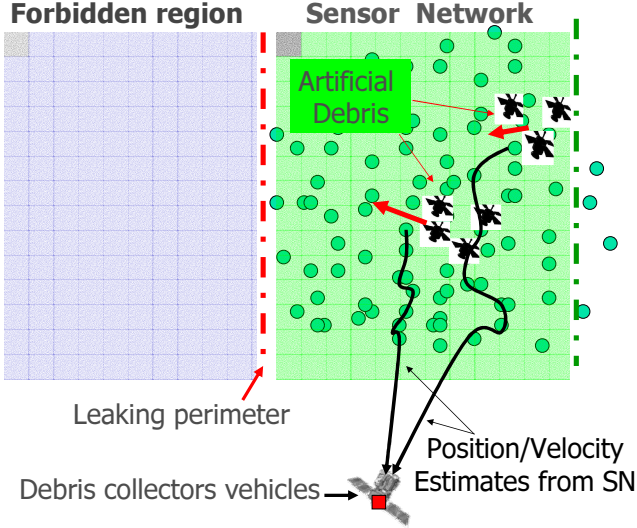 Forbidden region
Sensor Network
Artificial
Debris
Leaking perimeter
Position/Velocity
Estimates from SN
Debris collectors vehicles